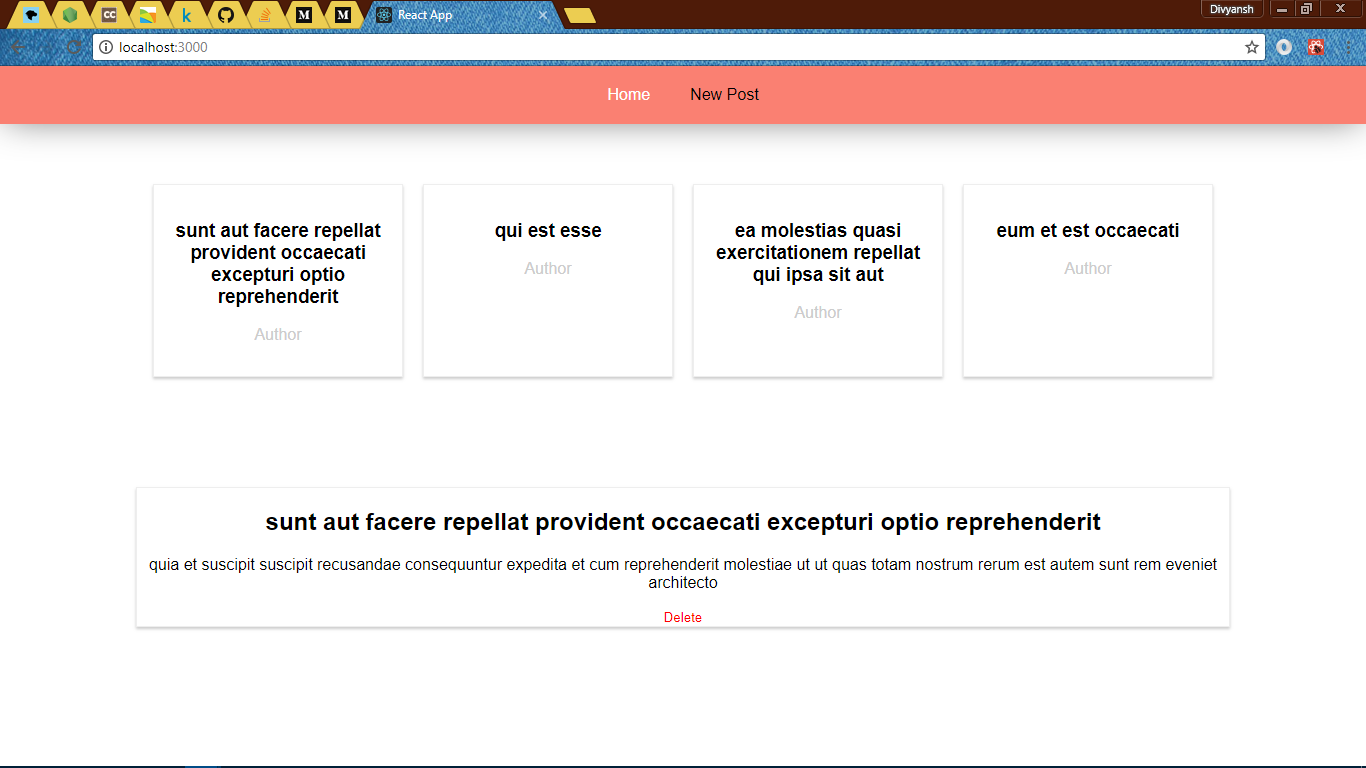 React App
Divyansh
localhost:3000
Home
New Post
sunt aut facere repellat
provident occaecati
excepturi optio
reprehenderit
Author
qui est esse
Author
ea molestias quasi
exercitationem repellat
qui ipsa sit aut
Author
eum et est occaecati
Author
sunt aut facere repellat provident occaecati excepturi optio reprehenderit
quia et suscipit suscipit recusandae consequuntur expedita et cum reprehenderit molestiae ut ut quas totam nostrum rerum est autem sunt rem eveniet
architecto
Delete